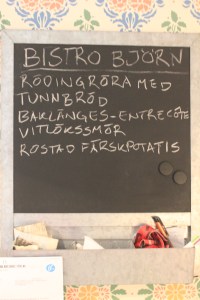 BISTRO BJÖRN
RÖDINGRÖRA MED
TUNNBRÖD
BAKLÄNGES-ENTRECÔTE
VITLÖKSSMÖR
ROSTAD FÄRSKPOTATIS